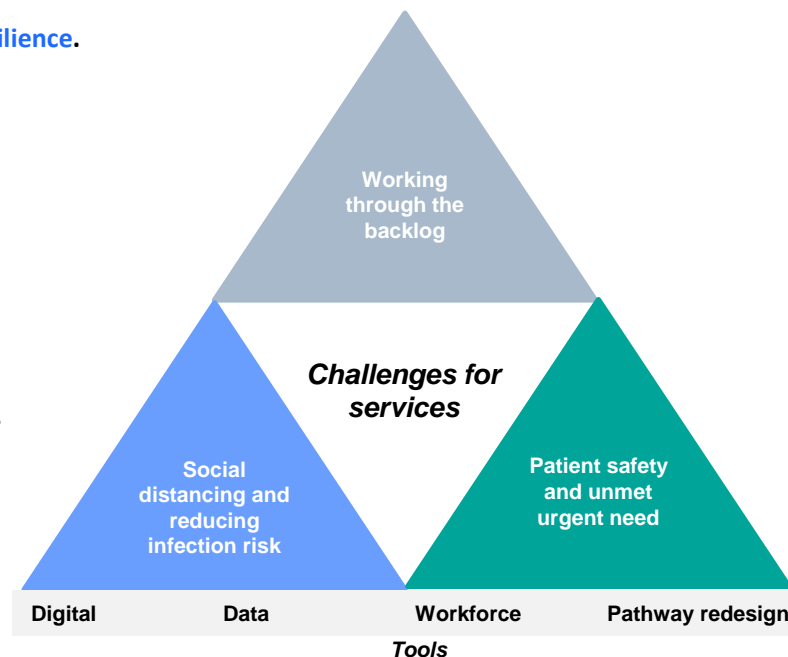 ilience.
Working
through the
backlog
Challenges for
services
Social
distancing and
reducing
infection risk
Patient safety
and unmet
urgent need
Digital Data Workforce Pathway redesign
Tools